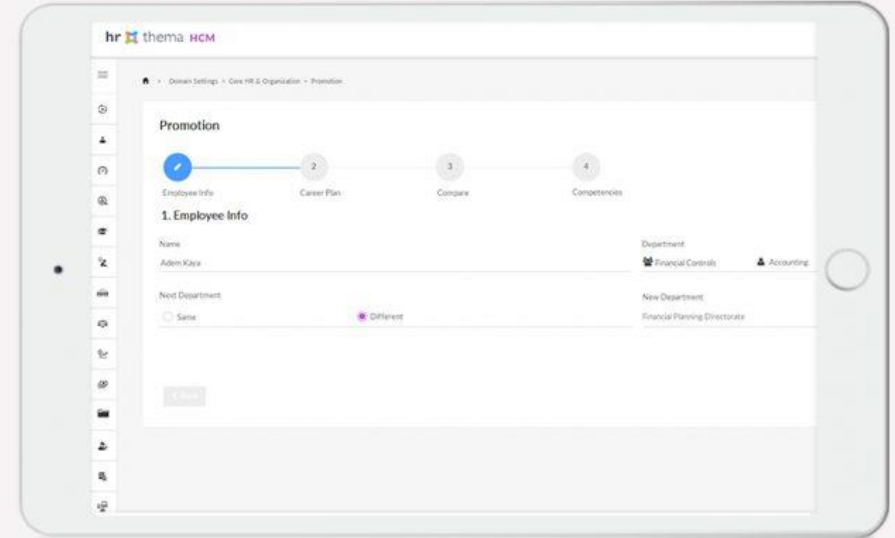 hr thema HCM
Domain Settings > Core HR & Organization > Promotion
Promotion
2 3 4
Employee Info Career Plan Compare Competencies
1. Employee Info
Name Department
Adem Kaya Financial Controls Accounting
Next Department New Department
Same Different Financial Planning Directorate